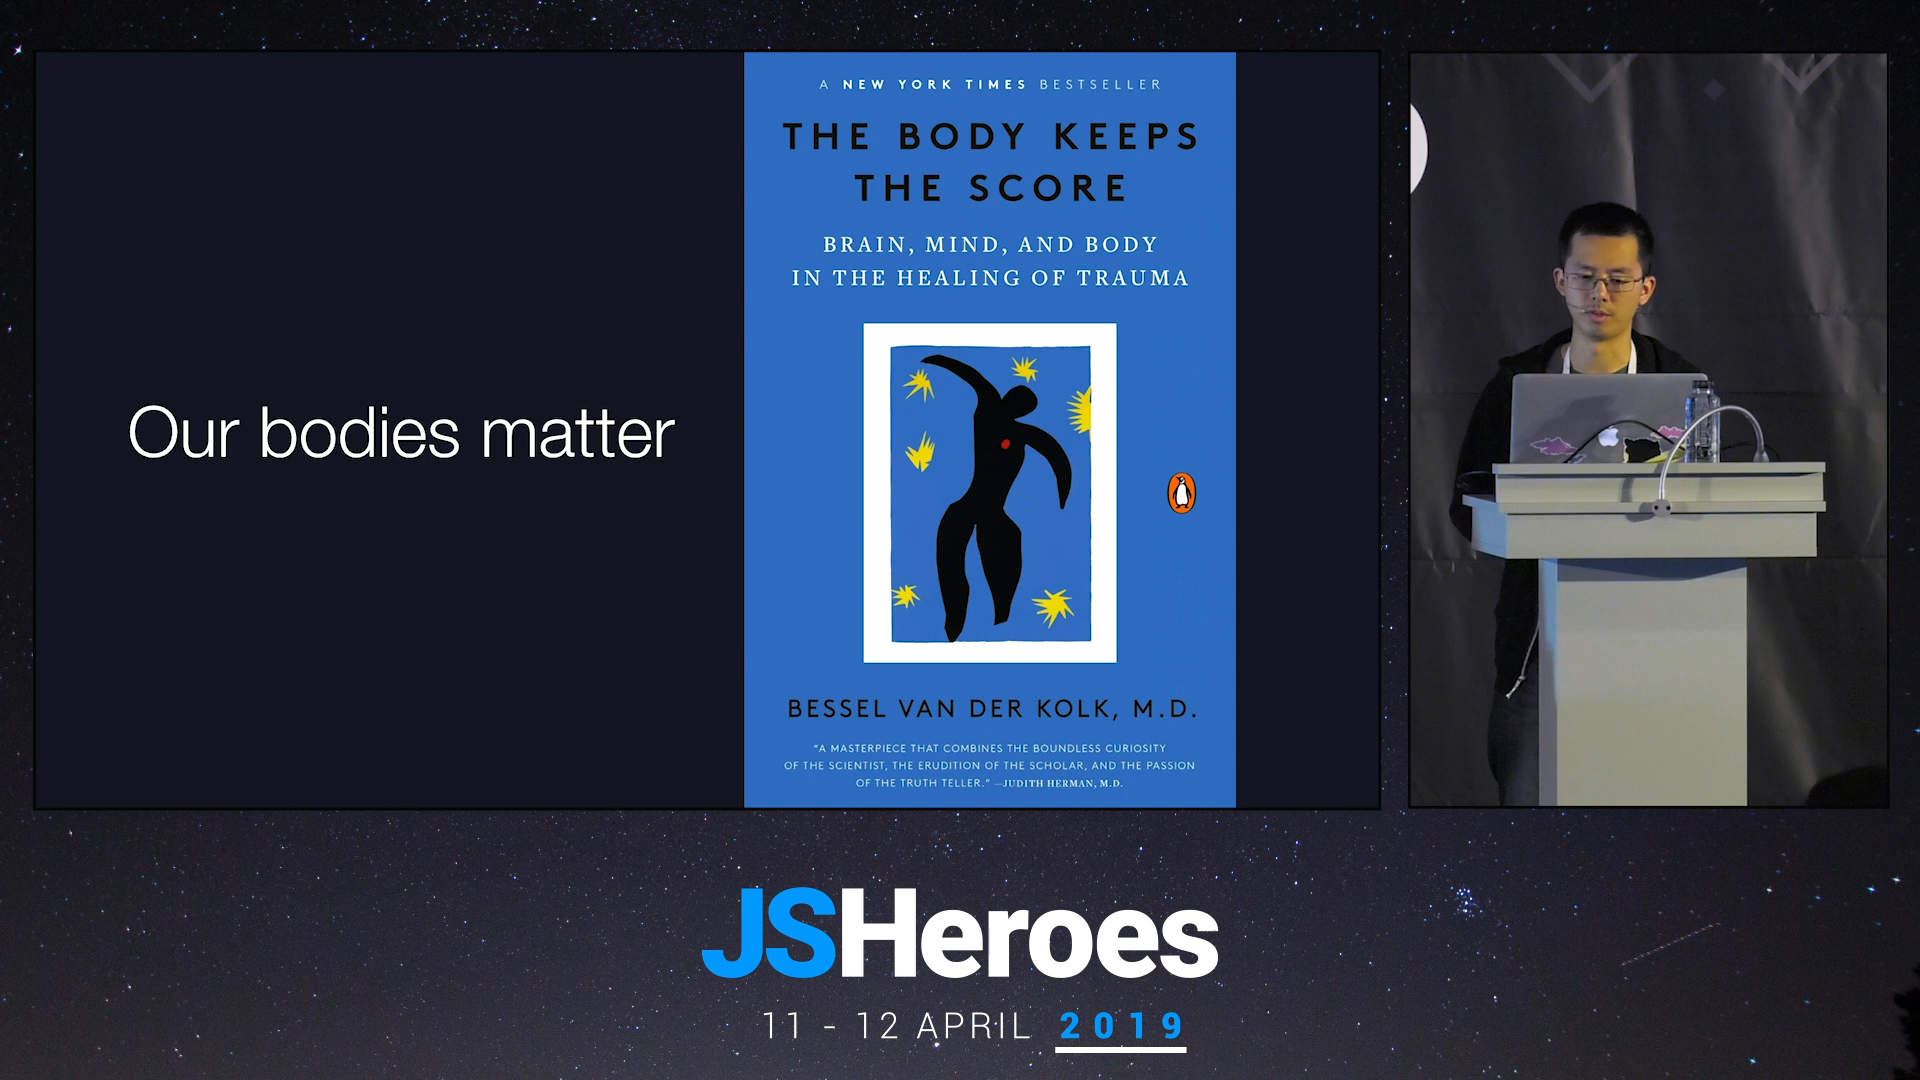 Our bodies matter
A NEW YORK TIMES BESTSELLER
THE BODY KEEPS
THE SCORE
BRAIN, MIND, AND BODY
IN THE HEALING OF TRAUMA
BESSEL VAN DER KOLK, M.D.
"A MASTERPIECE THAT COMBINES THE BOUNDLESS CURIOSITY
OF THE SCIENTIST, THE ERUDITION OF THE SCHOLAR, AND THE PASSION
OF THE TRUTH TELLER." —JUDITH HERMAN, M.D.
JSHeroes
11 - 12 APRIL 2019